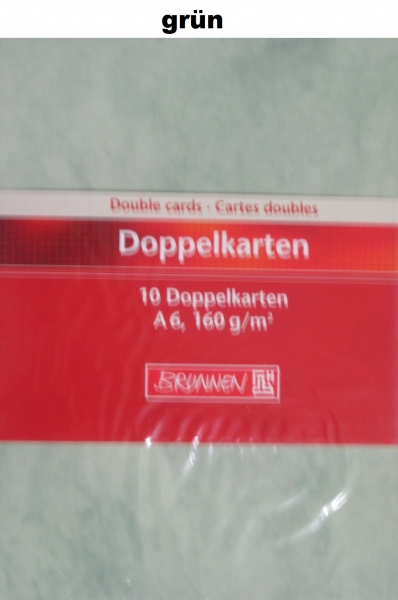 grün
Double cards · Cartes doubles
Doppelkarten
10 Doppelkarten
A 6, 160 g/m²
BRUNNEN